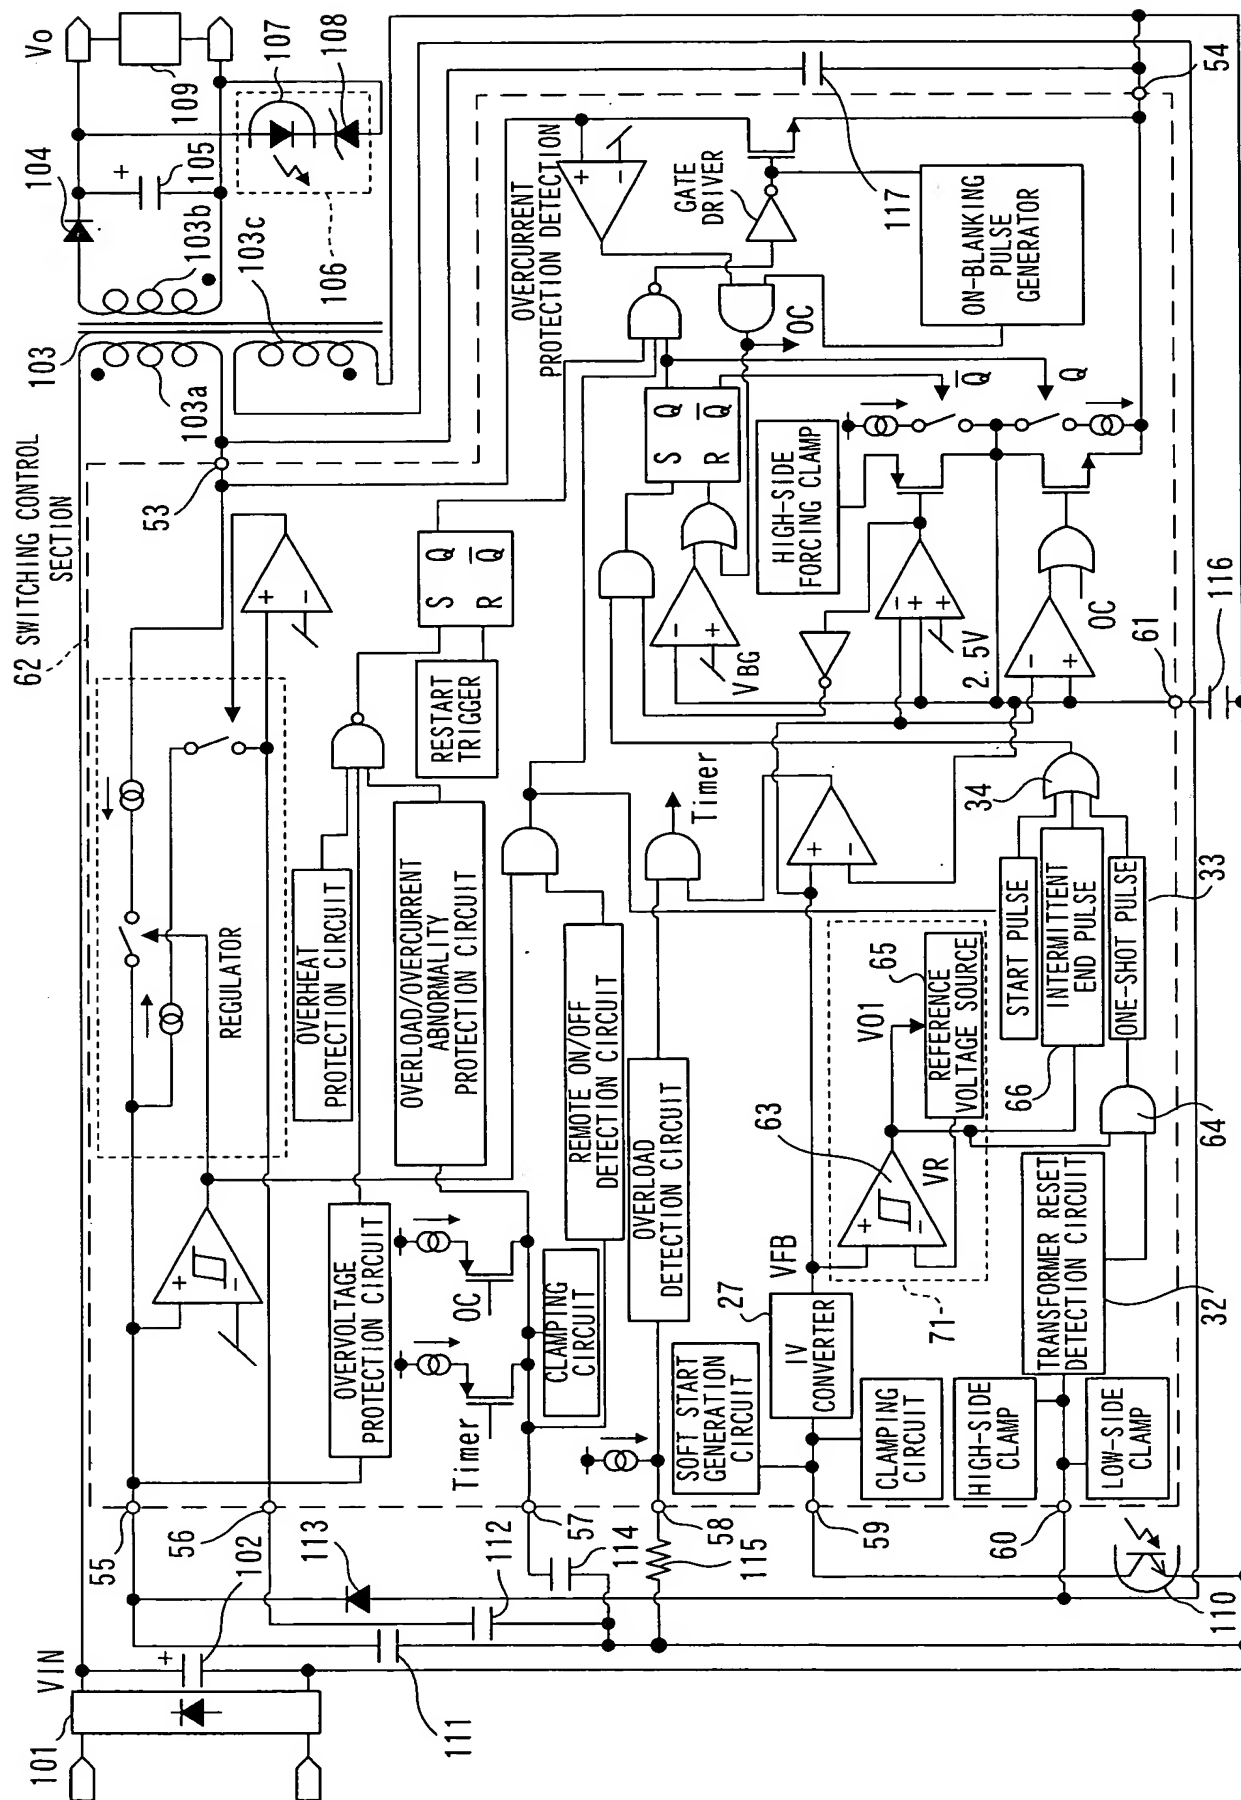 62 SWITCHING CONTROL
SECTION
101
VIN
102
103
103a
103b
103c
104
105
106
107
108
109
Vo
+
+
53
54
55
56
57
58
59
60
61
111
112
113
114
115
116
117
110
REGULATOR
+
-
+
-
OVERHEAT
PROTECTION CIRCUIT
OVERVOLTAGE
PROTECTION CIRCUIT
OVERLOAD/OVERCURRENT
ABNORMALITY
PROTECTION CIRCUIT
RESTART
TRIGGER
S Q
R Q̅
OVERCURRENT
PROTECTION DETECTION
+
-
GATE
DRIVER
ON-BLANKING
PULSE
GENERATOR
OC
Timer
OC
CLAMPING
CIRCUIT
REMOTE ON/OFF
DETECTION CIRCUIT
OVERLOAD
DETECTION CIRCUIT
Timer
S Q
R Q̅
-
+
VBG
HIGH-SIDE
FORCING CLAMP
Q̅
Q
-
+
+
2.5V
-
+
OC
SOFT START
GENERATION
CIRCUIT
27
IV
CONVERTER
VFB
CLAMPING
CIRCUIT
+
-
63
VO1
VR
65
REFERENCE
VOLTAGE SOURCE
71
+
-
34
START PULSE
INTERMITTENT
END PULSE
ONE-SHOT PULSE
33
66
64
TRANSFORMER RESET
DETECTION CIRCUIT
32
HIGH-SIDE
CLAMP
LOW-SIDE
CLAMP